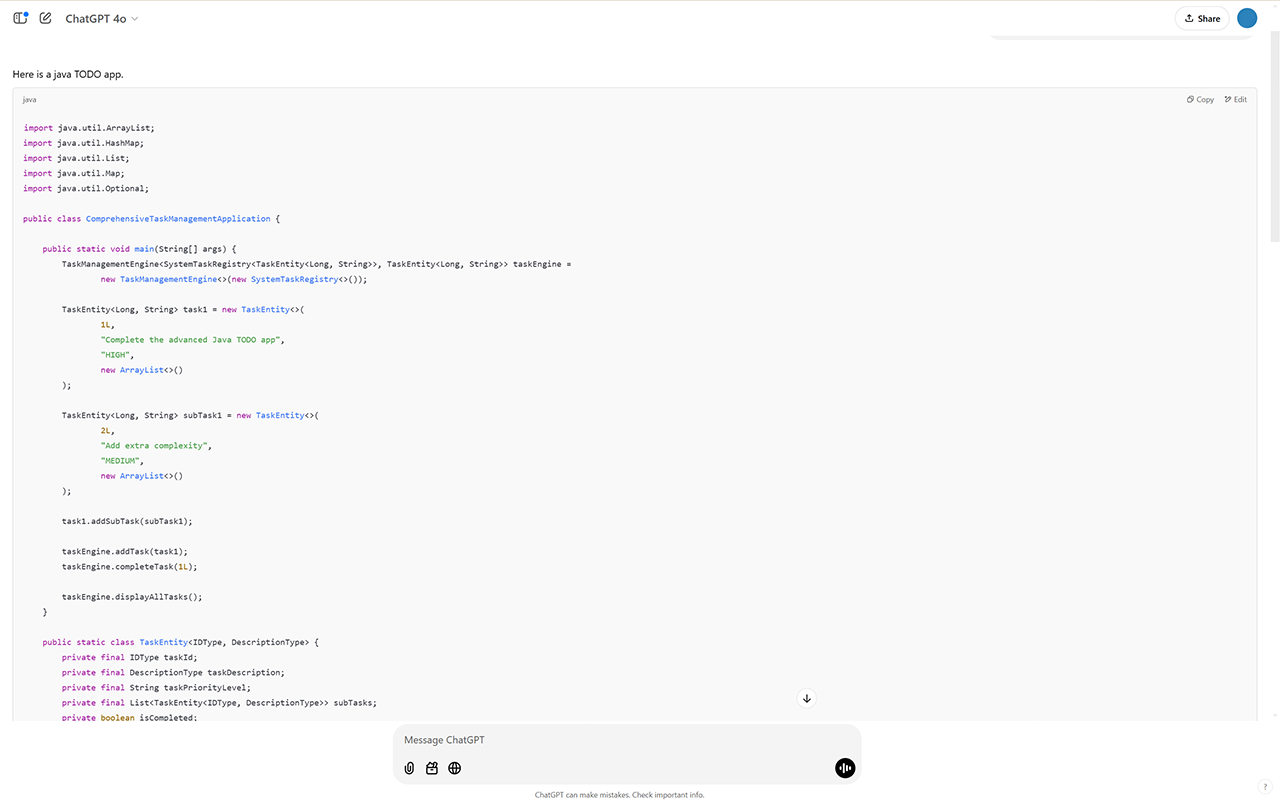 ChatGPT 4o
Share
Here is a java TODO app.
java
Copy
Edit
import java.util.ArrayList;
import java.util.HashMap;
import java.util.List;
import java.util.Map;
import java.util.Optional;
public class ComprehensiveTaskManagementApplication {
    public static void main(String[] args) {
        TaskManagementEngine<SystemTaskRegistry<TaskEntity<Long, String>>, TaskEntity<Long, String>> taskEngine =
                new TaskManagementEngine<>(new SystemTaskRegistry<>());
        TaskEntity<Long, String> task1 = new TaskEntity<>(
                1L,
                "Complete the advanced Java TODO app",
                "HIGH",
                new ArrayList<>()
        );
        TaskEntity<Long, String> subTask1 = new TaskEntity<>(
                2L,
                "Add extra complexity",
                "MEDIUM",
                new ArrayList<>()
        );
        task1.addSubTask(subTask1);
        taskEngine.addTask(task1);
        taskEngine.completeTask(1L);
        taskEngine.displayAllTasks();
    }
    public static class TaskEntity<IDType, DescriptionType> {
        private final IDType taskId;
        private final DescriptionType taskDescription;
        private final String taskPriorityLevel;
        private final List<TaskEntity<IDType, DescriptionType>> subTasks;
        private boolean isCompleted;
Message ChatGPT
ChatGPT can make mistakes. Check important info.
?